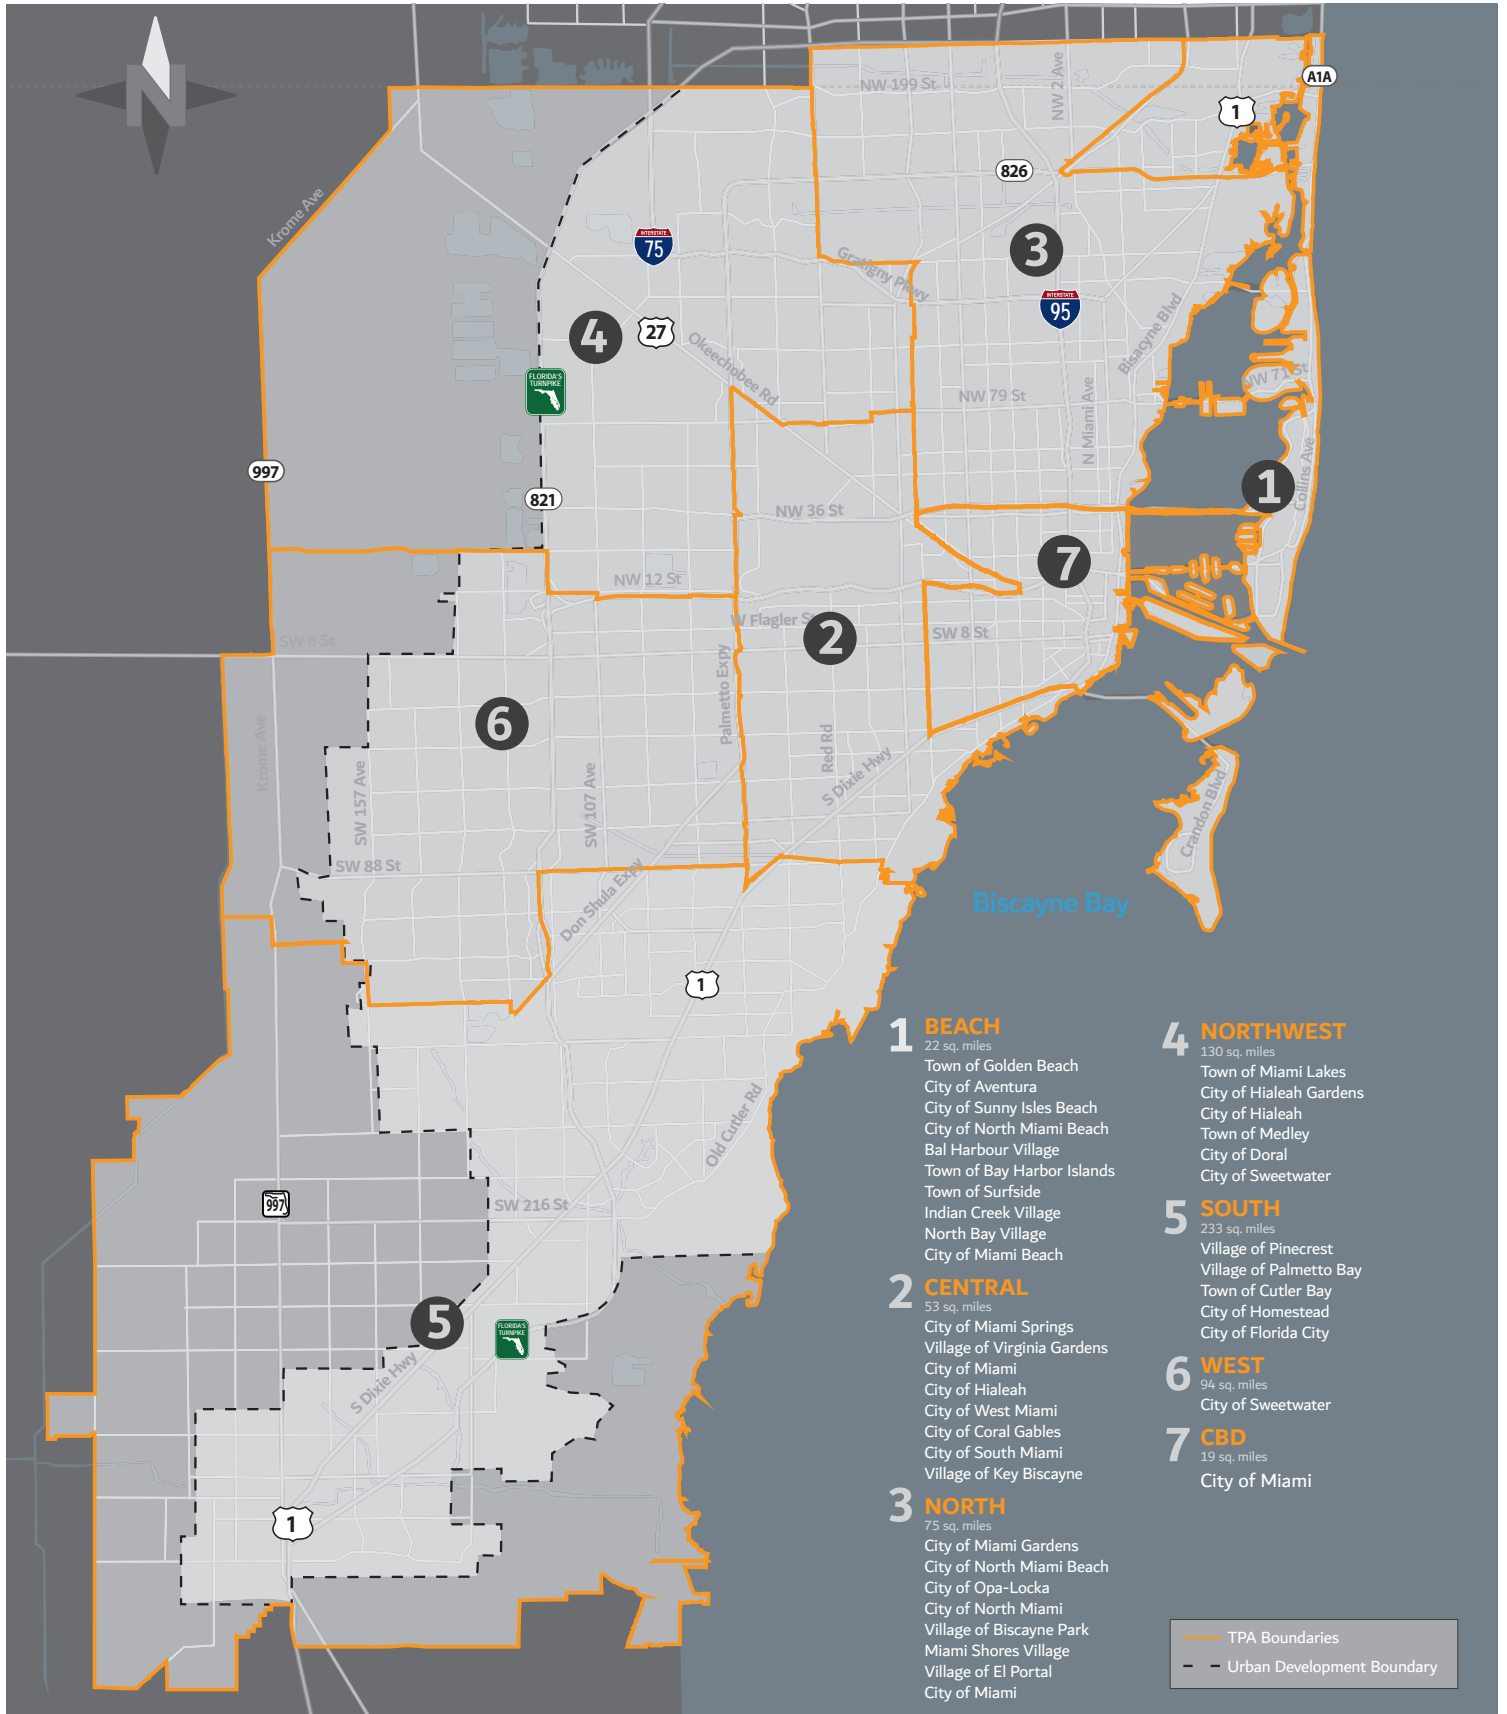 N
NW 199 St
NW 2 Ave
A1A
1
826
Krome Ave
INTERSTATE
75
3
Gratigny Pkwy
INTERSTATE
95
Bisacyne Blvd
4
27
Okeechobee Rd
FLORIDA'S
TURNPIKE
NW 79 St
N Miami Ave
NW 71 St
Collins Ave
997
1
821
NW 36 St
7
NW 12 St
W Flagler St
2
SW 8 St
SW 8 St
Krome Ave
6
Palmetto Expy
Red Rd
S Dixie Hwy
SW 157 Ave
SW 107 Ave
Crandon Blvd
SW 88 St
Don Shula Expy
Biscayne Bay
1
Old Cutler Rd
997
SW 216 St
5
FLORIDA'S
TURNPIKE
S Dixie Hwy
1
1 BEACH
22 sq. miles
Town of Golden Beach
City of Aventura
City of Sunny Isles Beach
City of North Miami Beach
Bal Harbour Village
Town of Bay Harbor Islands
Town of Surfside
Indian Creek Village
North Bay Village
City of Miami Beach
2 CENTRAL
53 sq. miles
City of Miami Springs
Village of Virginia Gardens
City of Miami
City of Hialeah
City of West Miami
City of Coral Gables
City of South Miami
Village of Key Biscayne
3 NORTH
75 sq. miles
City of Miami Gardens
City of North Miami Beach
City of Opa-Locka
City of North Miami
Village of Biscayne Park
Miami Shores Village
Village of El Portal
City of Miami
4 NORTHWEST
130 sq. miles
Town of Miami Lakes
City of Hialeah Gardens
City of Hialeah
Town of Medley
City of Doral
City of Sweetwater
5 SOUTH
233 sq. miles
Village of Pinecrest
Village of Palmetto Bay
Town of Cutler Bay
City of Homestead
City of Florida City
6 WEST
94 sq. miles
City of Sweetwater
7 CBD
19 sq. miles
City of Miami
TPA Boundaries
Urban Development Boundary